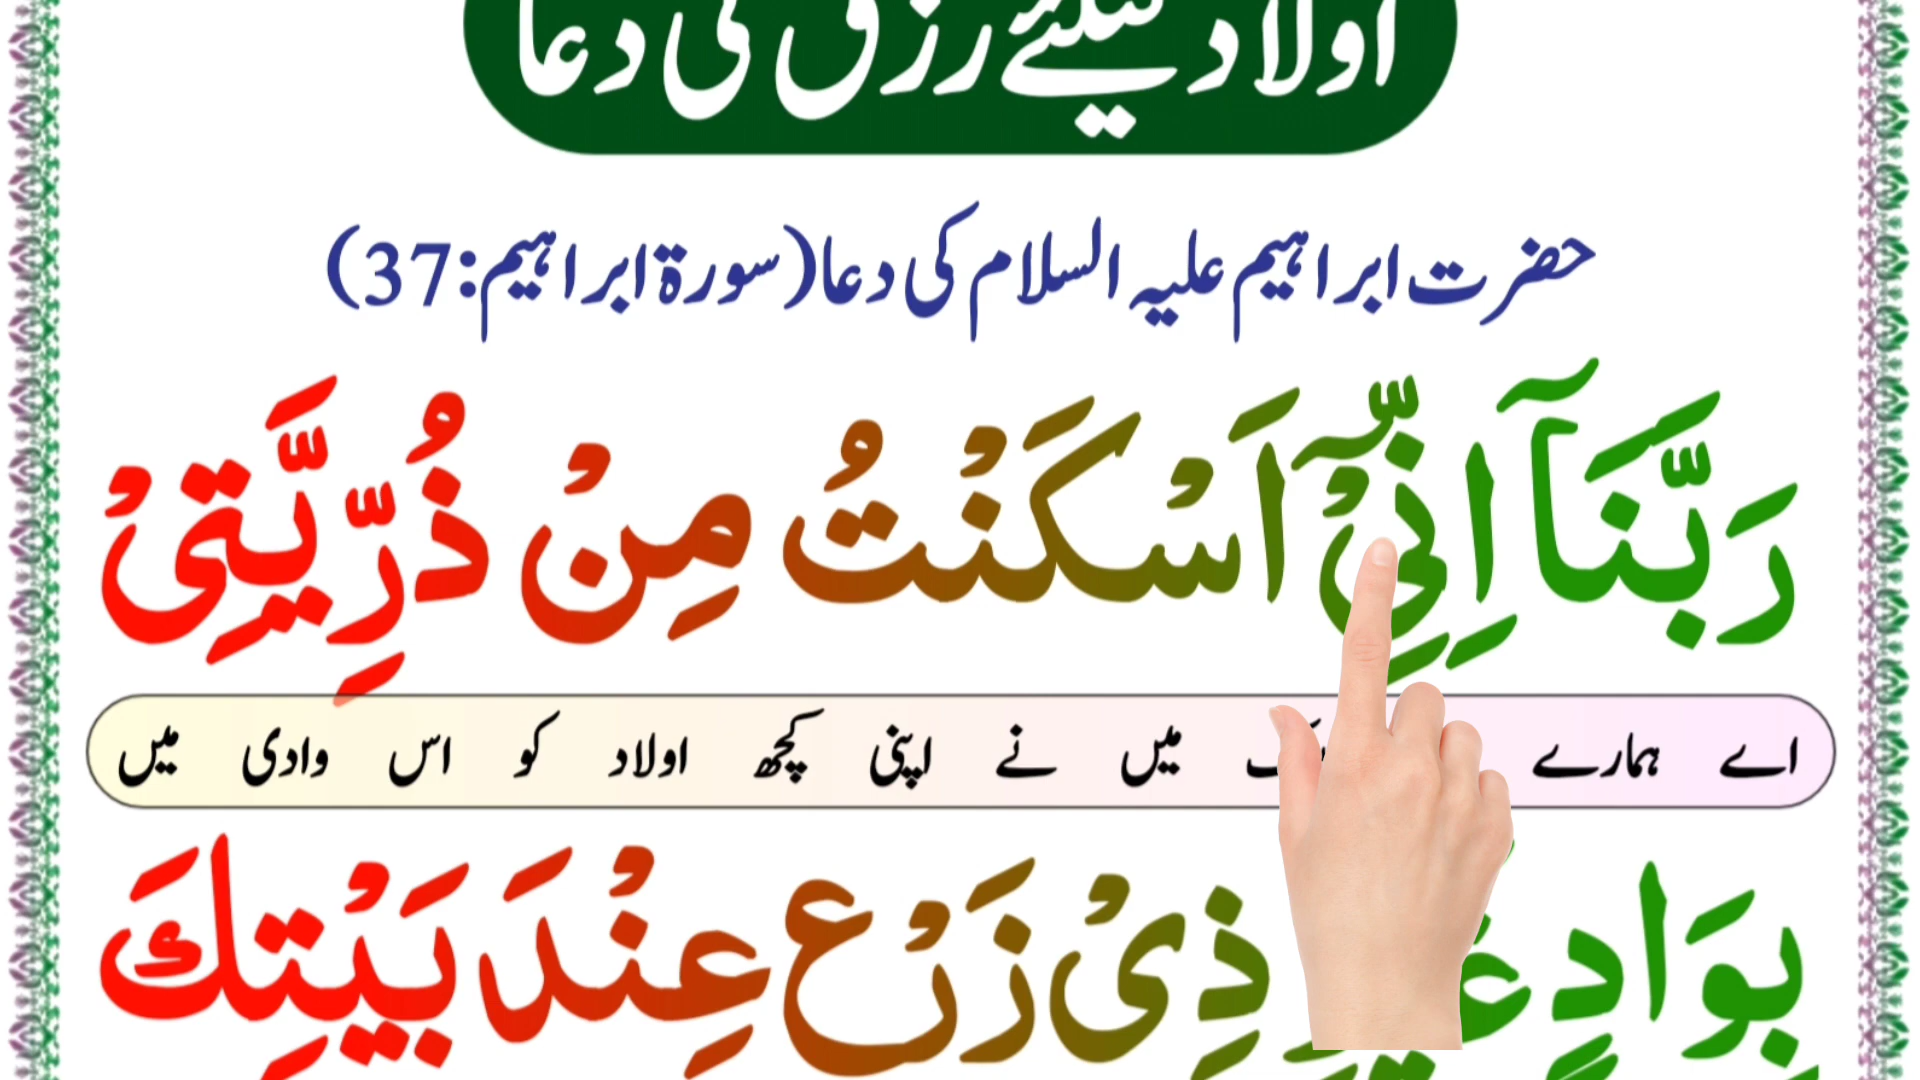 اولاد کیلئے رزق کی دعا
حضرت ابراہیم علیہ السلام کی دعا(سورۃ ابراہیم:37)
رَبَّنَاۤ اِنِّیْۤ اَسْكَنْتُ مِنْ ذُرِّیَّتِیْ
اے ہمارے میں نے اپنی کچھ اولاد کو اس وادی میں
بِوَادٍ ذِیْ زَرْعٍ عِنْدَ بَیْتِكَ